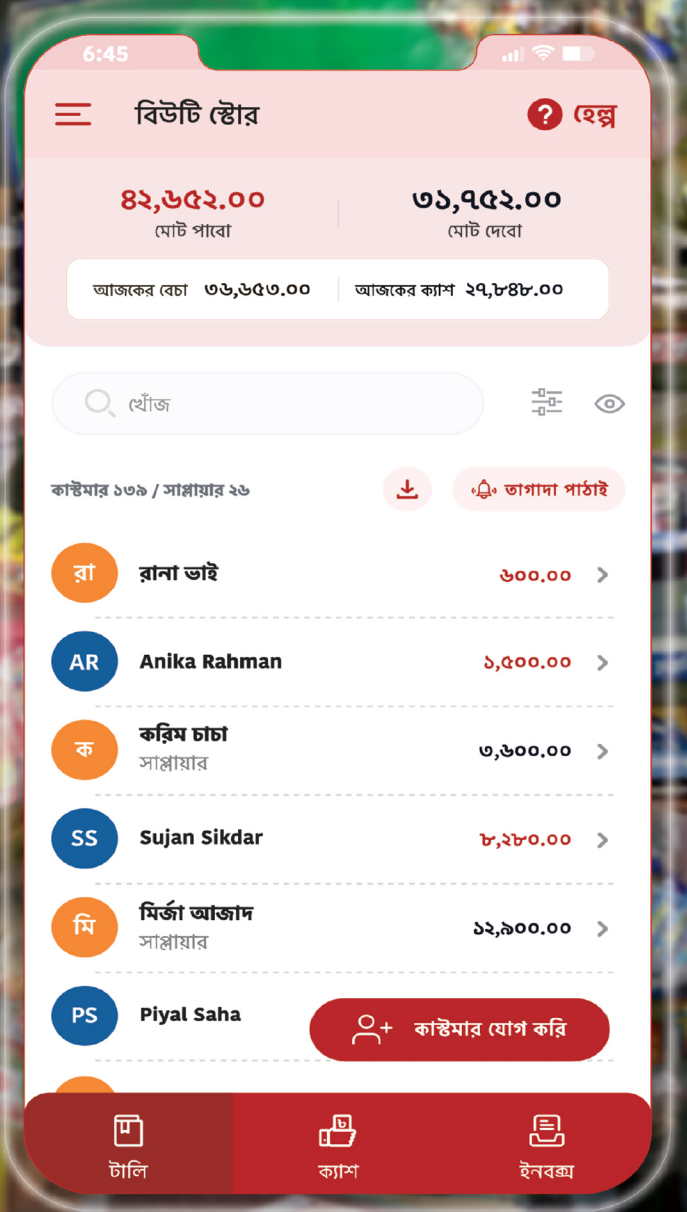 6:45
বিউটি স্টোর
? হেল্প
৪২,৬৫২.০০
মোট পাবো
৩১,৭৫২.০০
মোট দেবো
আজকের বেচা ৩৬,৬৫৩.০০
আজকের ক্যাশ ২৭,৮৪৮.০০
খোঁজ
কাস্টমার ১৩৯ / সাপ্লায়ার ২৬
তাগাদা পাঠাই
রা রানা ভাই ৬০০.০০
AR Anika Rahman ১,৫০০.০০
ক করিম চাচা ৩,৬০০.০০
সাপ্লায়ার
SS Sujan Sikdar ৮,২৮০.০০
মি মির্জা আজাদ ১২,৯০০.০০
সাপ্লায়ার
PS Piyal Saha
কাস্টমার যোগ করি
টালি
৳
ক্যাশ
ইনবক্স